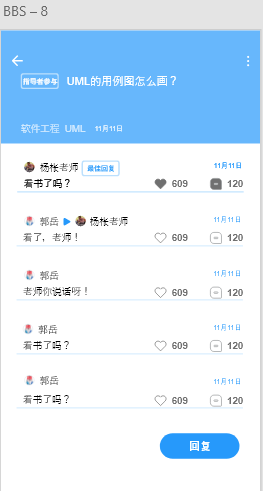 BBS – 8
指导者参与 UML的用例图怎么画？
软件工程 UML 11月11日
杨枨老师 最佳回复 11月11日
看书了吗？ 609 120
郭岳 杨枨老师 11月11日
看了，老师！ 609 120
郭岳 11月11日
老师你说话呀！ 609 120
郭岳 11月11日
看书了吗？ 609 120
郭岳 11月11日
看书了吗？ 609 120
回复